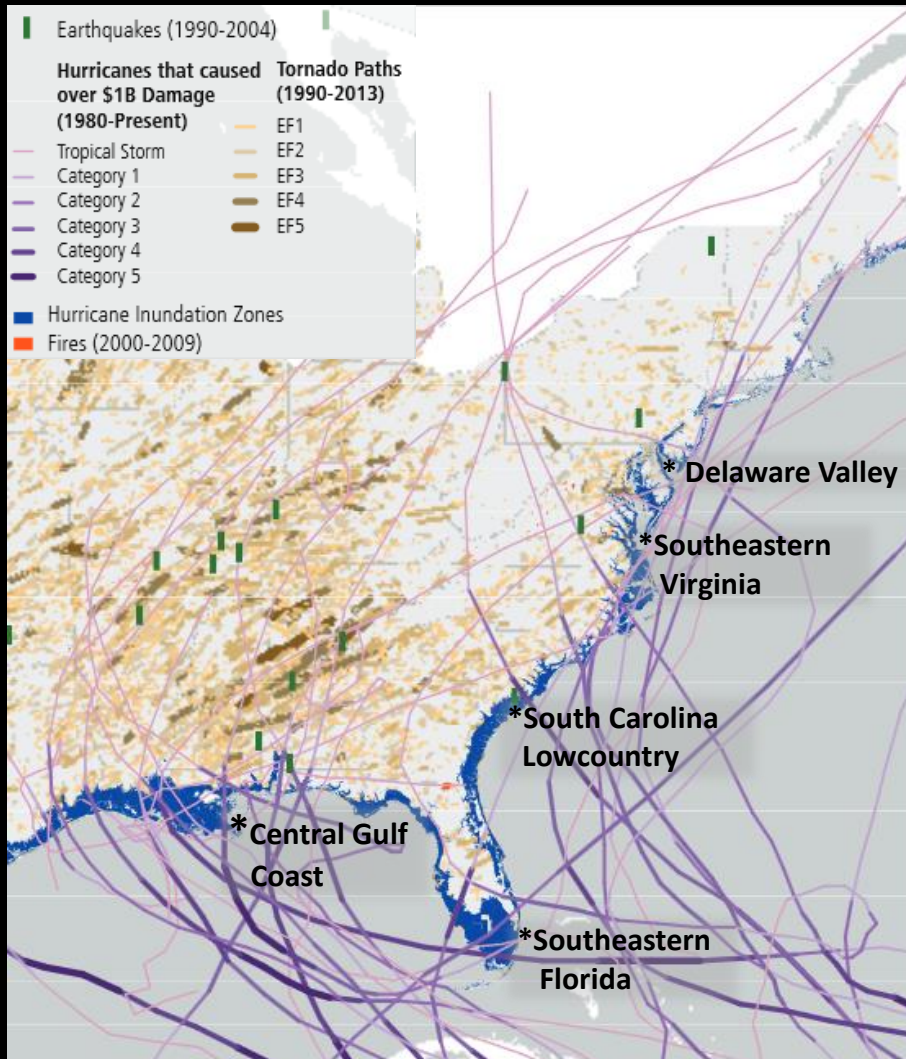 Earthquakes (1990-2004)
Hurricanes that caused
over $1B Damage
(1980-Present)
Tropical Storm
Category 1
Category 2
Category 3
Category 4
Category 5
Tornado Paths
(1990-2013)
EF1
EF2
EF3
EF4
EF5
Hurricane Inundation Zones
Fires (2000-2009)
* Delaware Valley
*Southeastern
Virginia
*South Carolina
Lowcountry
*Central Gulf
Coast
*Southeastern
Florida